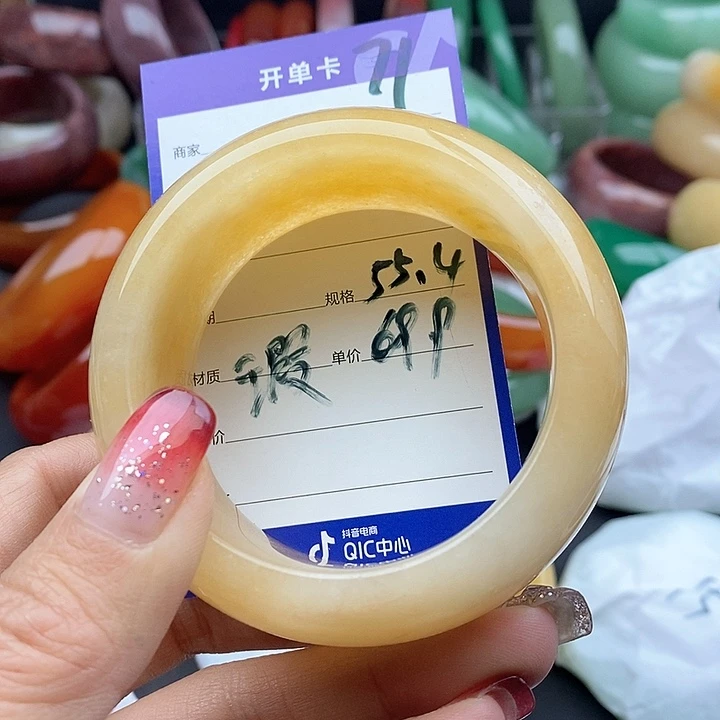 开单卡 71
商家
规格 55.4
期
材质 单价
价
抖音电商
QIC中心